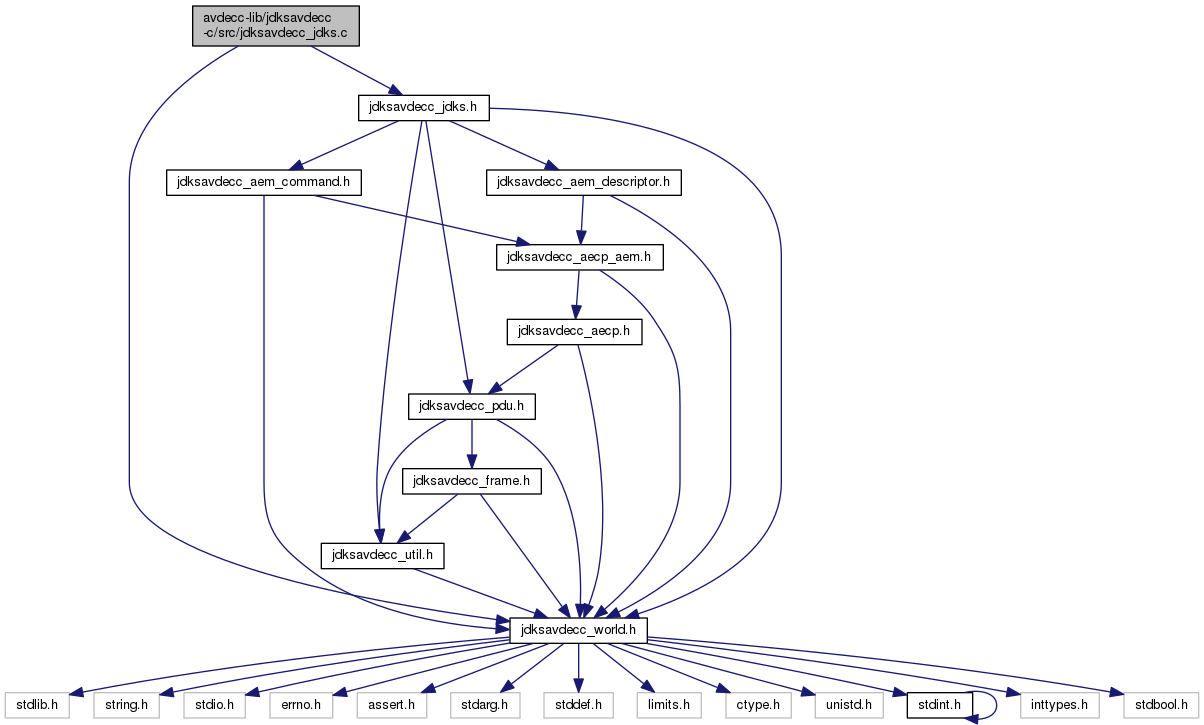 avdecc-lib/jdksavdecc
-c/src/jdksavdecc_jdks.c
jdksavdecc_jdks.h
jdksavdecc_aem_command.h
jdksavdecc_aem_descriptor.h
jdksavdecc_aecp_aem.h
jdksavdecc_aecp.h
jdksavdecc_pdu.h
jdksavdecc_frame.h
jdksavdecc_util.h
jdksavdecc_world.h
stdlib.h
string.h
stdio.h
errno.h
assert.h
stdarg.h
stddef.h
limits.h
ctype.h
unistd.h
stdint.h
inttypes.h
stdbool.h